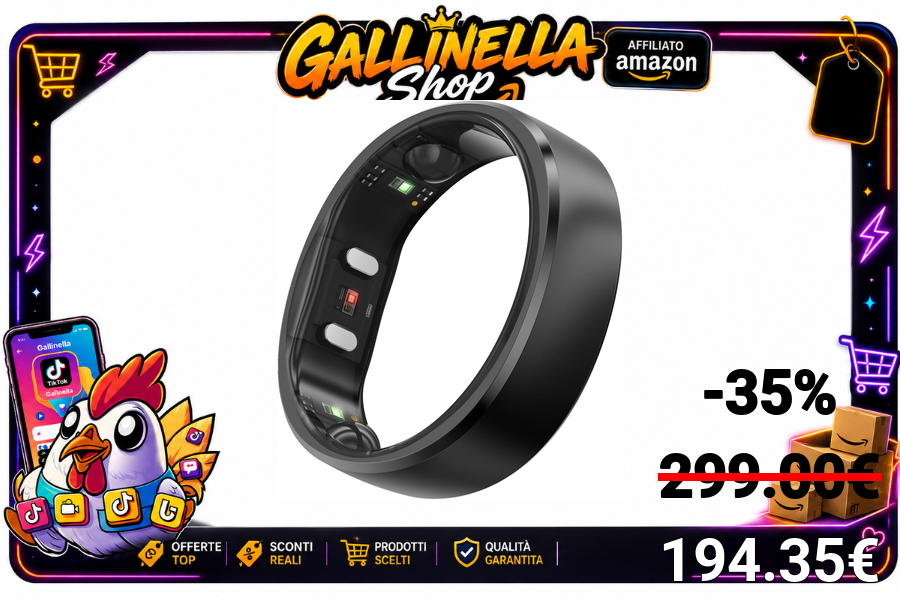 GALLINELLA
Shop
AFFILIATO
amazon
Gallinella
TikTok
Gallinella
-35%
299.00€
194.35€
OFFERTE
TOP
SCONTI
REALI
PRODOTTI
SCELTI
QUALITÀ
GARANTITA